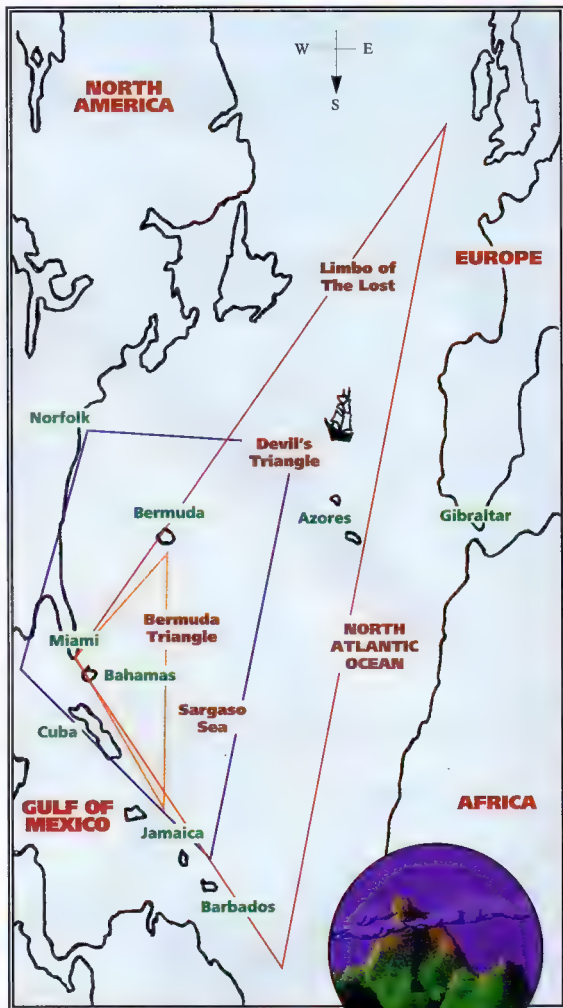 W E
S
NORTH
AMERICA
Limbo of
The Lost
EUROPE
Norfolk
Devil's
Triangle
Bermuda
Azores
Gibraltar
Bermuda
Triangle
Miami
NORTH
ATLANTIC
OCEAN
Bahamas
Sargaso
Sea
Cuba
GULF OF
MEXICO
AFRICA
Jamaica
Barbados